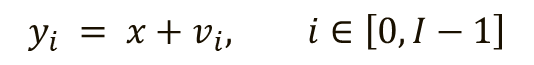 yᵢ = x + vᵢ, i ∈ [0, I − 1]